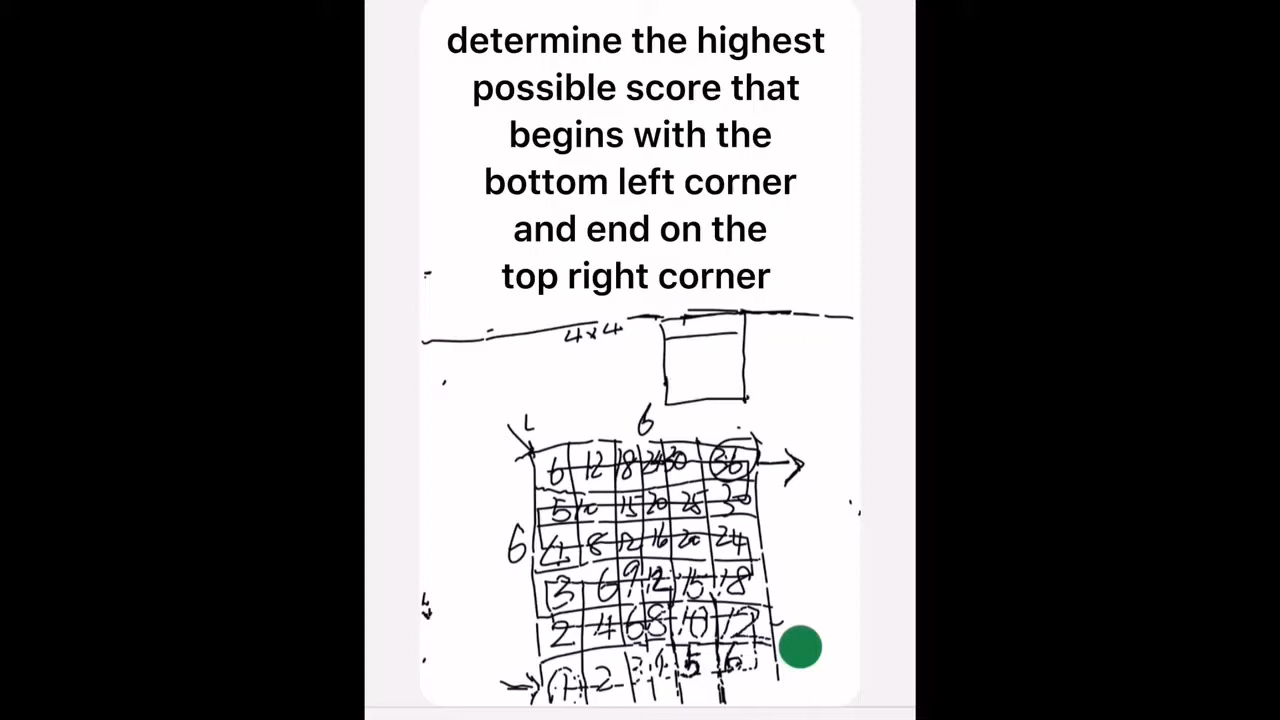 determine the highest
possible score that
begins with the
bottom left corner
and end on the
top right corner
4x4
6
6 12 18 24 30 36
5 10 15 20 25 30
6
4 8 12 16 20 24
3 6 9 12 15 18
2 4 6 8 10 12
1 2 3 4 5 6